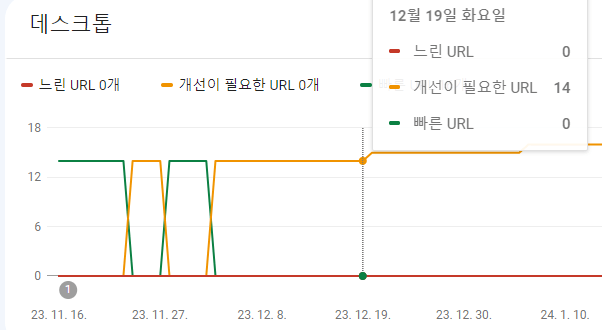 데스크톱
12월 19일 화요일
느린 URL 0
개선이 필요한 URL 14
빠른 URL 0
느린 URL 0개
개선이 필요한 URL 0개
18
12
6
0
1
23. 11. 16.
23. 11. 27.
23. 12. 8.
23. 12. 19.
23. 12. 30.
24. 1. 10.